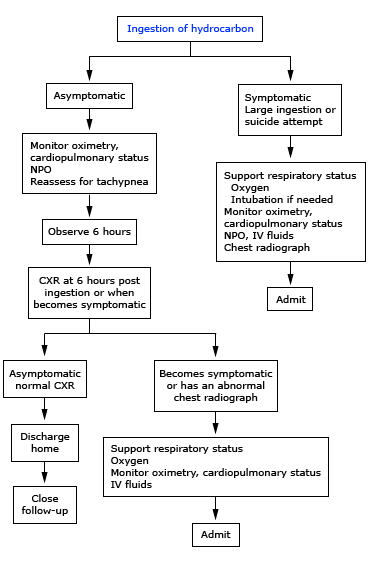 Ingestion of hydrocarbon
Asymptomatic
Symptomatic
Large ingestion or
suicide attempt
Monitor oximetry,
cardiopulmonary status
NPO
Reassess for tachypnea
Support respiratory status
Oxygen
Intubation if needed
Monitor oximetry,
cardiopulmonary status
NPO, IV fluids
Chest radiograph
Observe 6 hours
Admit
CXR at 6 hours post
ingestion or when
becomes symptomatic
Asymptomatic
normal CXR
Becomes symptomatic
or has an abnormal
chest radiograph
Discharge
home
Support respiratory status
Oxygen
Monitor oximetry, cardiopulmonary status
IV fluids
Close
follow-up
Admit